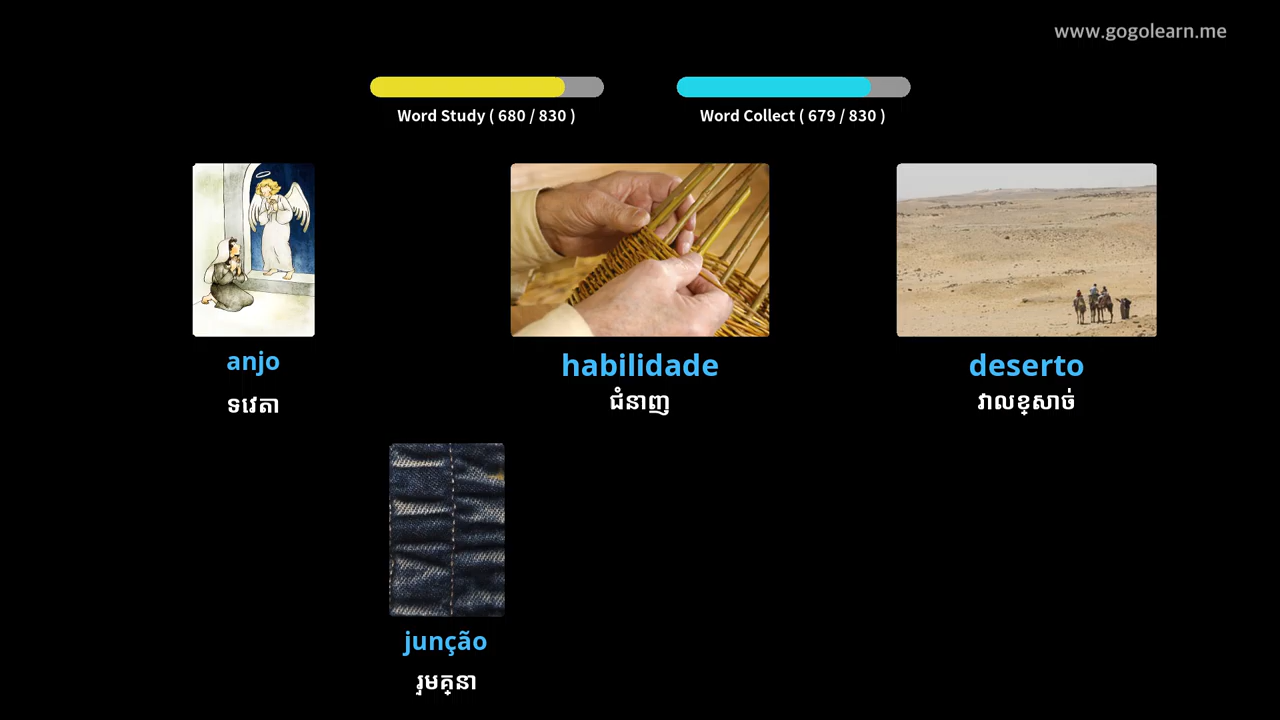 www.gogolearn.me
Word Study ( 680 / 830 )
Word Collect ( 679 / 830 )
anjo
ទវេតា
habilidade
ជំនាញ
deserto
វាលខ្សាច់
junção
រួមគ្នា